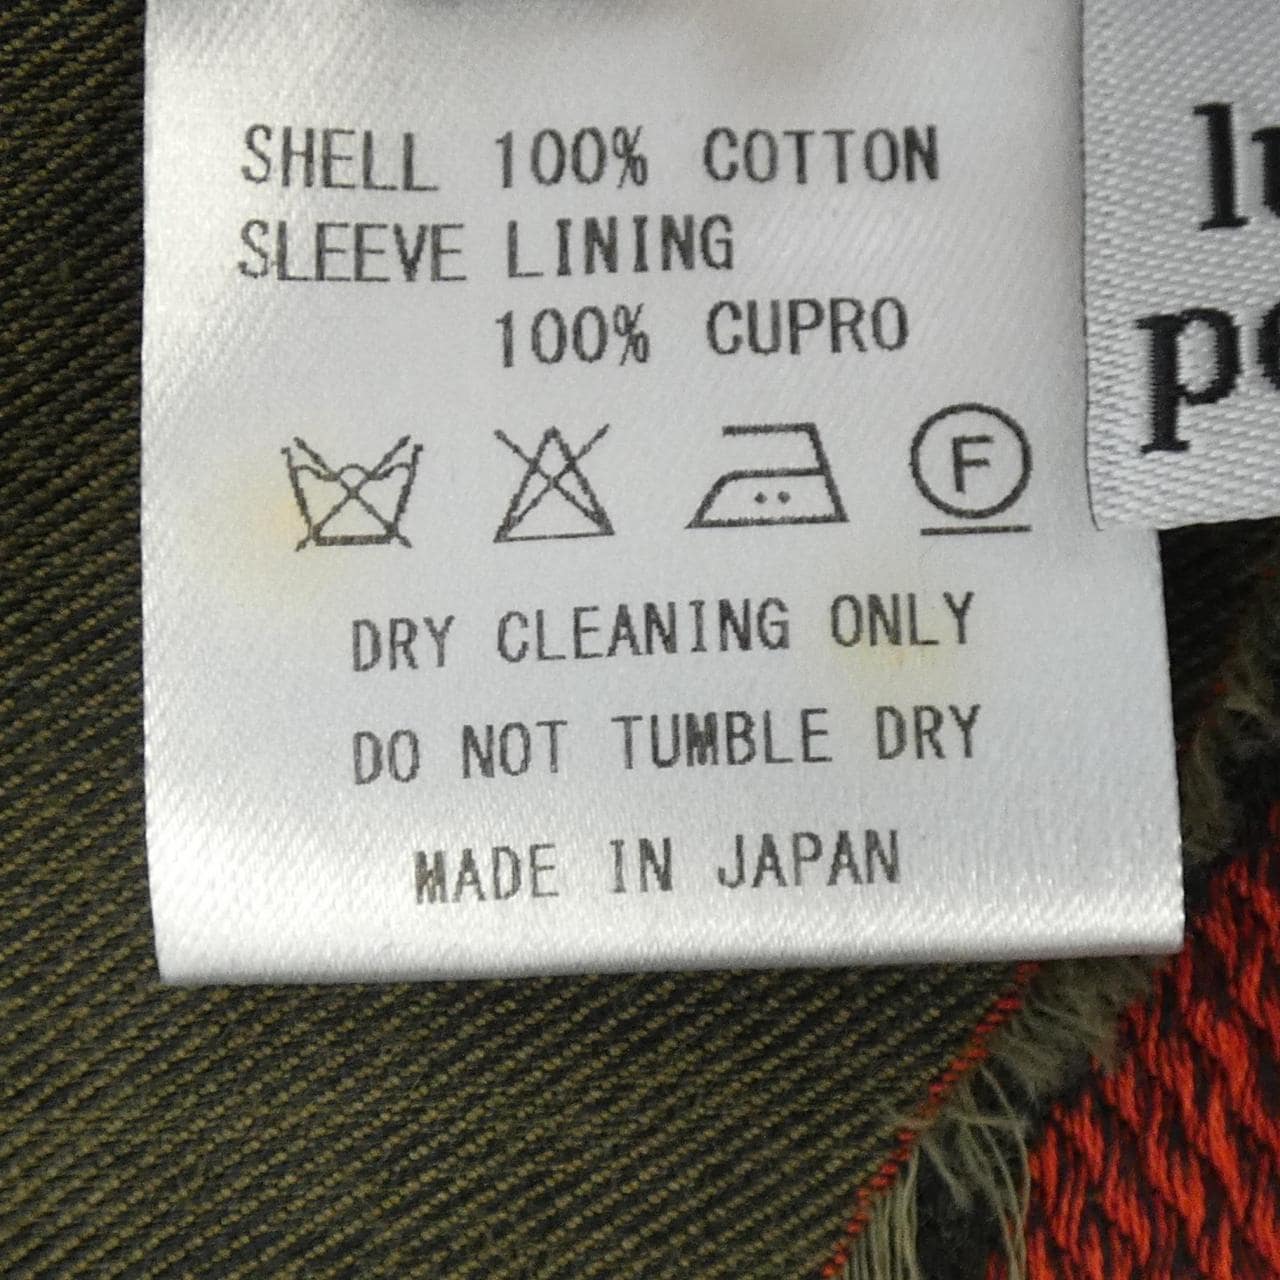 SHELL 100% COTTON
SLEEVE LINING
100% CUPRO
F
DRY CLEANING ONLY
DO NOT TUMBLE DRY
MADE IN JAPAN